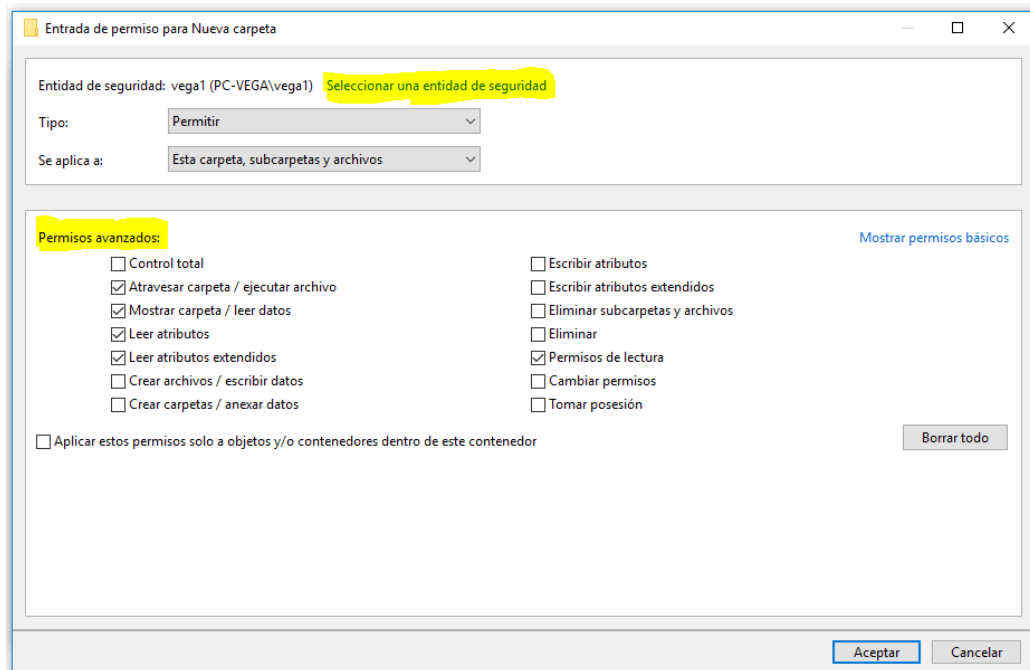 Entrada de permiso para Nueva carpeta
Entidad de seguridad: vega1 (PC-VEGA\vega1) Seleccionar una entidad de seguridad
Tipo: Permitir
Se aplica a: Esta carpeta, subcarpetas y archivos
Permisos avanzados: Mostrar permisos básicos
Control total Escribir atributos
Atravesar carpeta / ejecutar archivo Escribir atributos extendidos
Mostrar carpeta / leer datos Eliminar subcarpetas y archivos
Leer atributos Eliminar
Leer atributos extendidos Permisos de lectura
Crear archivos / escribir datos Cambiar permisos
Crear carpetas / anexar datos Tomar posesión
Aplicar estos permisos solo a objetos y/o contenedores dentro de este contenedor Borrar todo
Aceptar Cancelar